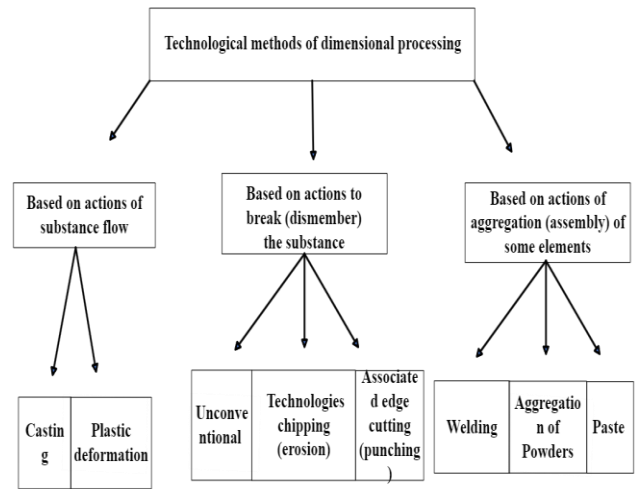 Technological methods of dimensional processing
Based on actions of
substance flow
Based on actions to
break (dismember)
the substance
Based on actions of
aggregation (assembly) of
some elements
Castin
g
Plastic
deformation
Unconve
ntional
Technologies
chipping
(erosion)
Associate
d edge
cutting
(punching
)
Welding
Aggregatio
n of
Powders
Paste